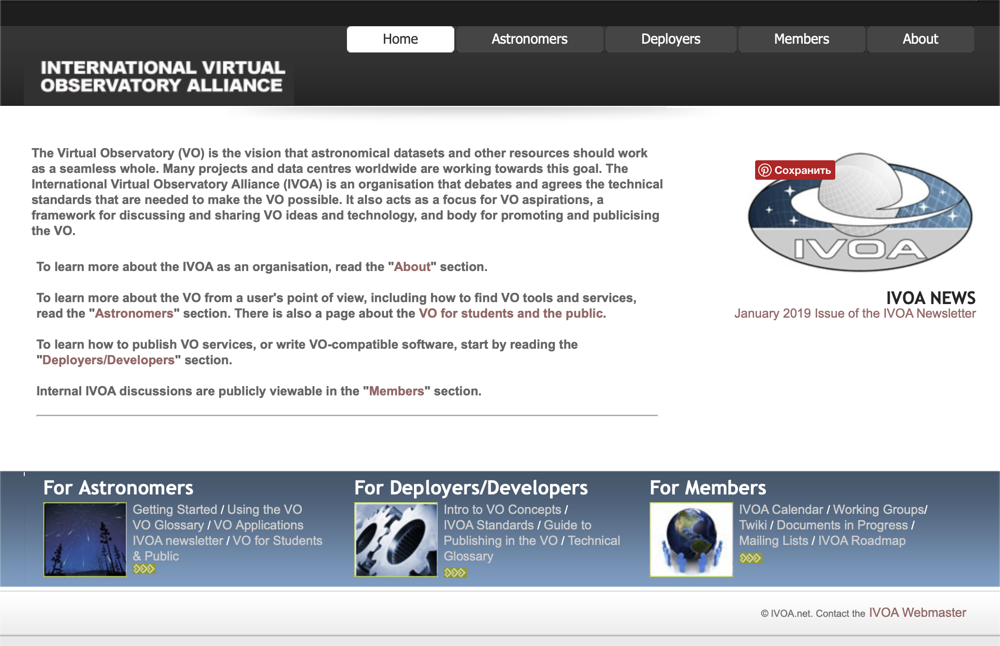 Home
Astronomers
Deployers
Members
About
INTERNATIONAL VIRTUAL
OBSERVATORY ALLIANCE
The Virtual Observatory (VO) is the vision that astronomical datasets and other resources should work
as a seamless whole. Many projects and data centres worldwide are working towards this goal. The
International Virtual Observatory Alliance (IVOA) is an organisation that debates and agrees the technical
standards that are needed to make the VO possible. It also acts as a focus for VO aspirations, a
framework for discussing and sharing VO ideas and technology, and body for promoting and publicising
the VO.
To learn more about the IVOA as an organisation, read the "About" section.
To learn more about the VO from a user's point of view, including how to find VO tools and services,
read the "Astronomers" section. There is also a page about the VO for students and the public.
To learn how to publish VO services, or write VO-compatible software, start by reading the
"Deployers/Developers" section.
Internal IVOA discussions are publicly viewable in the "Members" section.
Сохранить
IVOA
IVOA NEWS
January 2019 Issue of the IVOA Newsletter
For Astronomers
Getting Started / Using the VO
VO Glossary / VO Applications
IVOA newsletter / VO for Students
& Public
For Deployers/Developers
Intro to VO Concepts /
IVOA Standards / Guide to
Publishing in the VO / Technical
Glossary
For Members
IVOA Calendar / Working Groups/
Twiki / Documents in Progress /
Mailing Lists / IVOA Roadmap
© IVOA.net. Contact the IVOA Webmaster